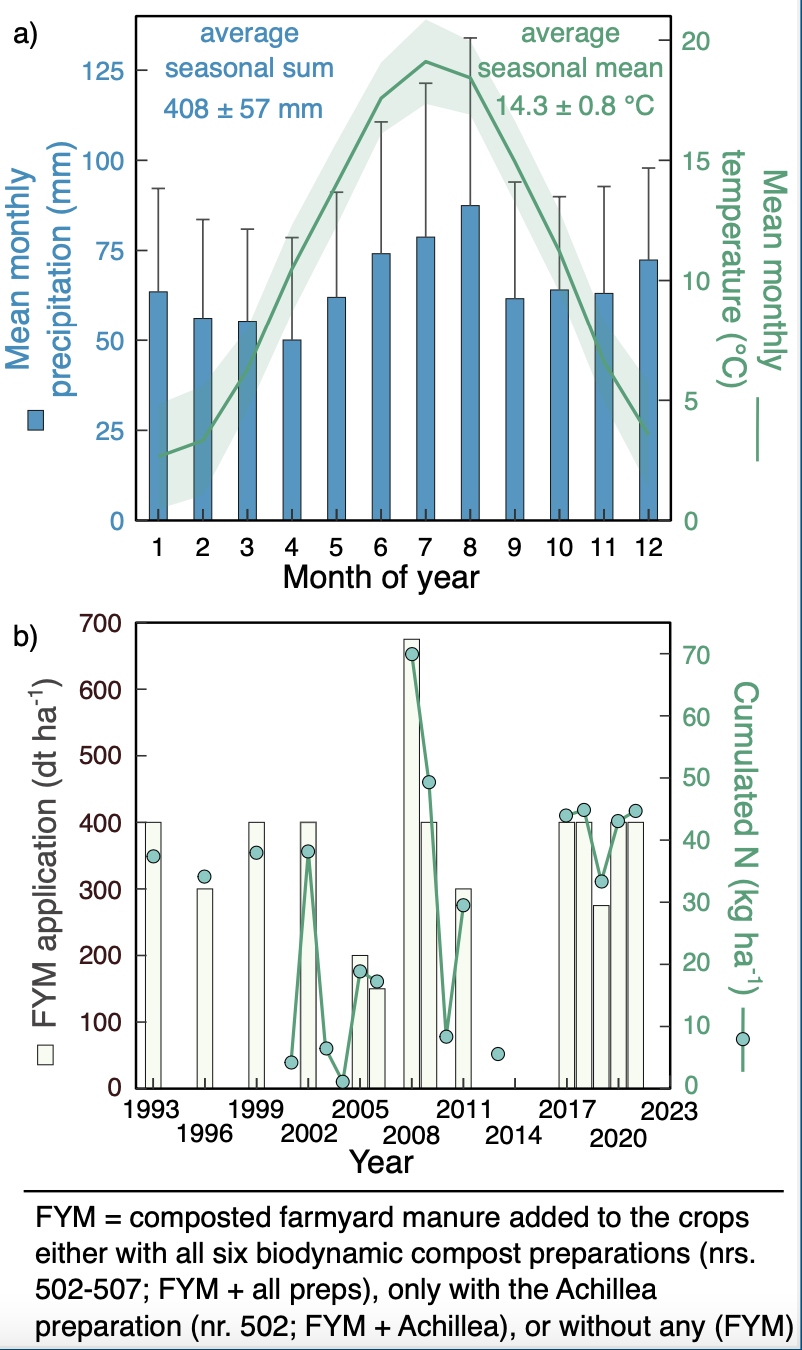 a)
average
seasonal sum
408 ± 57 mm
average
seasonal mean
14.3 ± 0.8 °C
Mean monthly
precipitation (mm)
125
100
75
50
25
0
20
15
10
5
0
Mean monthly
temperature (°C)
1 2 3 4 5 6 7 8 9 10 11 12
Month of year
b)
FYM application (dt ha⁻¹)
700
600
500
400
300
200
100
0
70
60
50
40
30
20
10
0
Cumulated N (kg ha⁻¹)
1993 1999 2005 2011 2017 2023
1996 2002 2008 2014 2020
Year
FYM = composted farmyard manure added to the crops
either with all six biodynamic compost preparations (nrs.
502-507; FYM + all preps), only with the Achillea
preparation (nr. 502; FYM + Achillea), or without any (FYM)